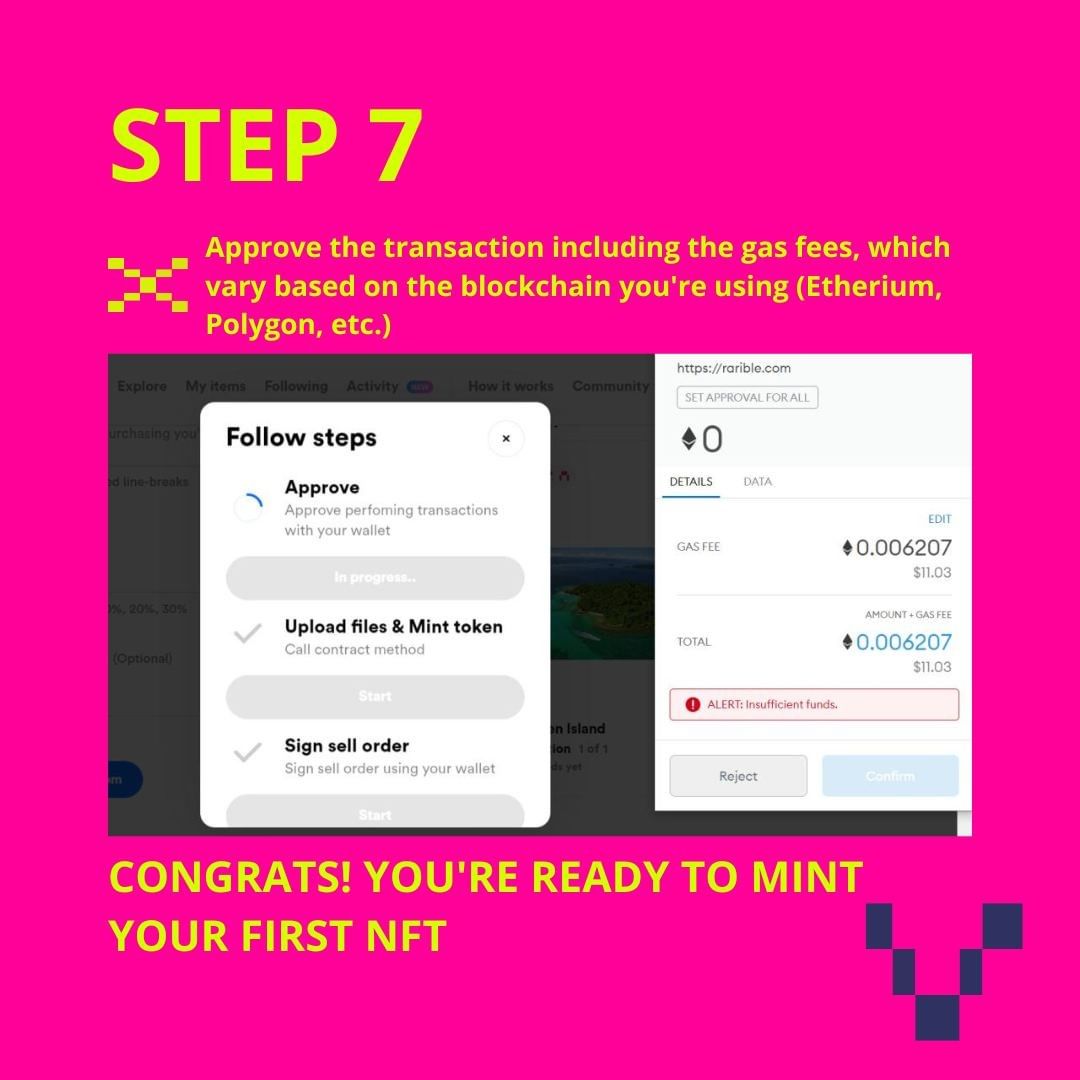 STEP 7
Approve the transaction including the gas fees, which
vary based on the blockchain you're using (Etherium,
Polygon, etc.)
Explore My items Following Activity NEW How it works Community
urchasing you
d line-breaks
0%, 20%, 30%
(Optional)
om
Follow steps
×
Approve
Approve perfoming transactions
with your wallet
In progress..
Upload files & Mint token
Call contract method
Start
Sign sell order
Sign sell order using your wallet
Start
en Island
ion 1 of 1
ds yet
https://rarible.com
SET APPROVAL FOR ALL
0
DETAILS DATA
EDIT
GAS FEE 0.006207
$11.03
AMOUNT + GAS FEE
TOTAL 0.006207
$11.03
ALERT: Insufficient funds.
Reject Confirm
CONGRATS! YOU'RE READY TO MINT
YOUR FIRST NFT